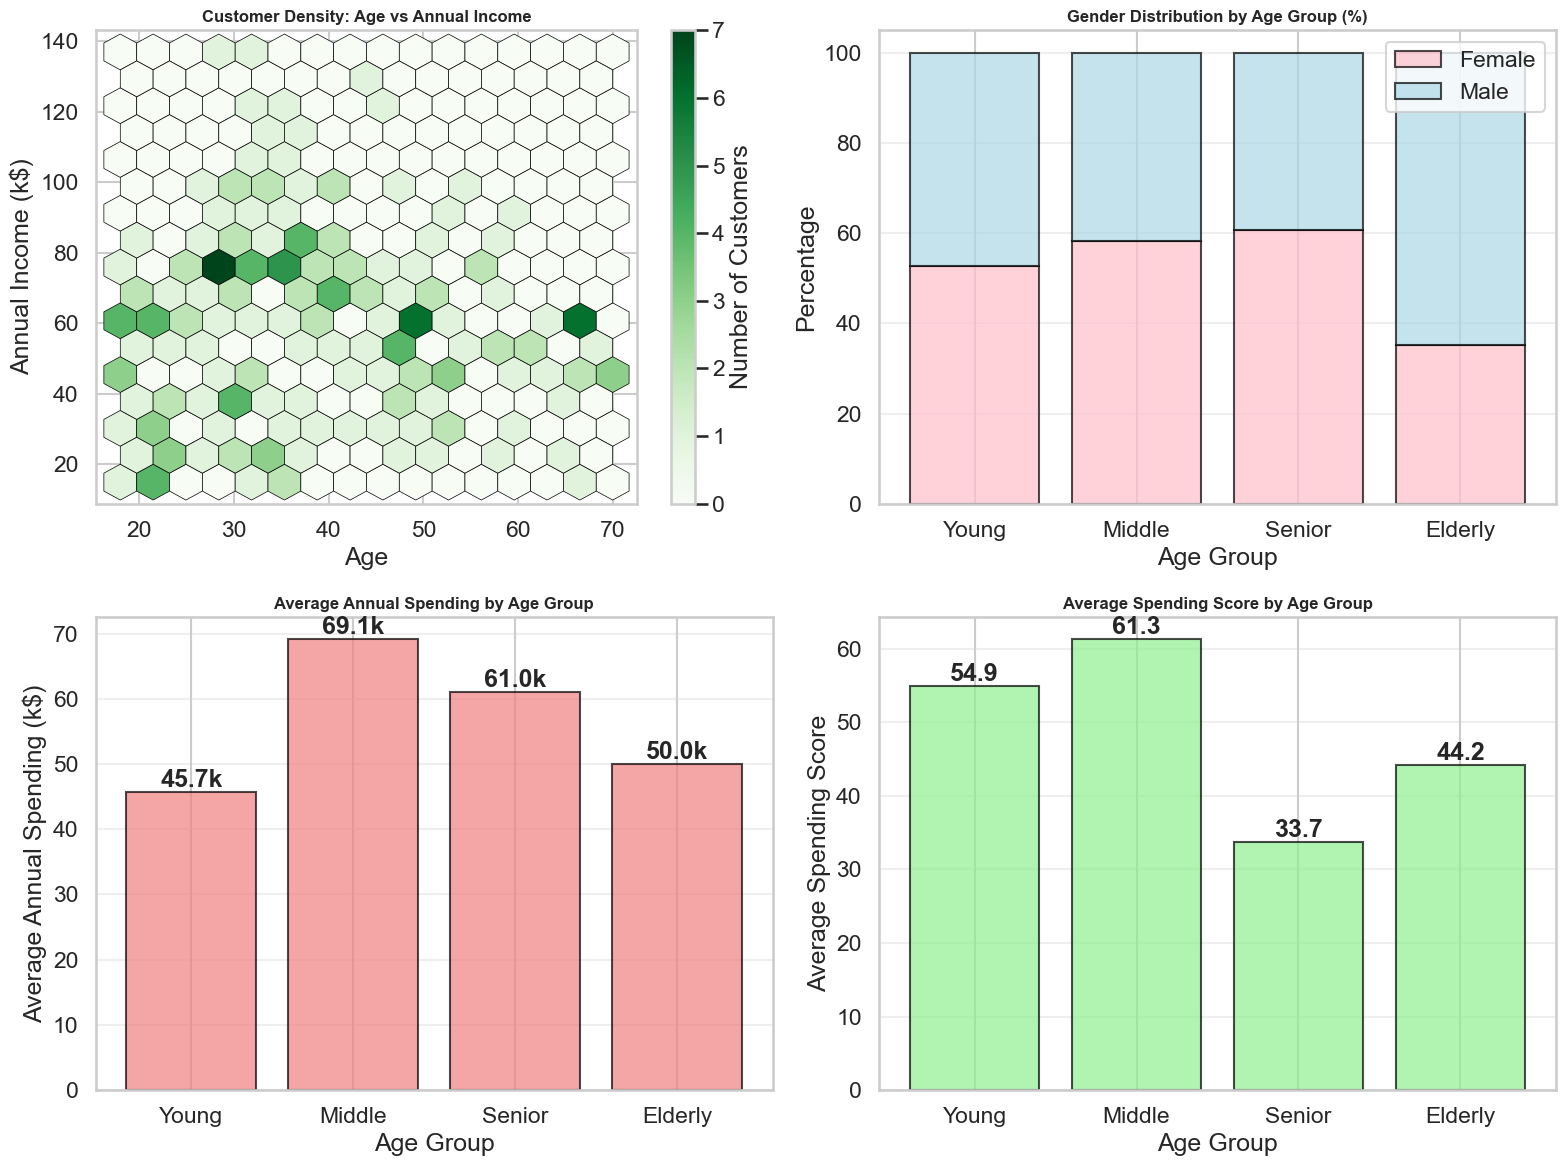 Customer Density: Age vs Annual Income
140
120
100
80
60
40
20
Annual Income (k$)
20 30 40 50 60 70
Age
7
6
5
4
3
2
1
0
Number of Customers
Gender Distribution by Age Group (%)
Female
Male
100
80
60
40
20
0
Percentage
Young Middle Senior Elderly
Age Group
Average Annual Spending by Age Group
70
60
50
40
30
20
10
0
Average Annual Spending (k$)
45.7k
69.1k
61.0k
50.0k
Young Middle Senior Elderly
Age Group
Average Spending Score by Age Group
60
50
40
30
20
10
0
Average Spending Score
54.9
61.3
33.7
44.2
Young Middle Senior Elderly
Age Group